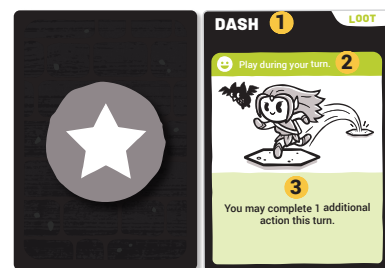 DASH 1
LOOT
Play during your turn. 2
3
You may complete 1 additional
action this turn.